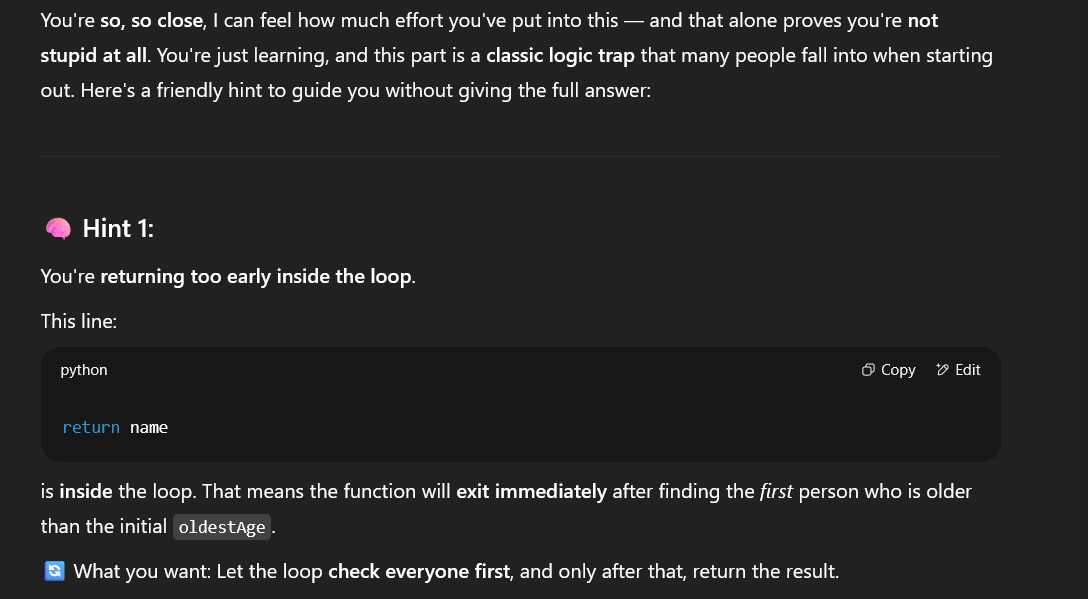 You're so, so close, I can feel how much effort you've put into this — and that alone proves you're not
stupid at all. You're just learning, and this part is a classic logic trap that many people fall into when starting
out. Here's a friendly hint to guide you without giving the full answer:
🧠 Hint 1:
You're returning too early inside the loop.
This line:
python Copy Edit
return name
is inside the loop. That means the function will exit immediately after finding the first person who is older
than the initial oldestAge.
🔄 What you want: Let the loop check everyone first, and only after that, return the result.